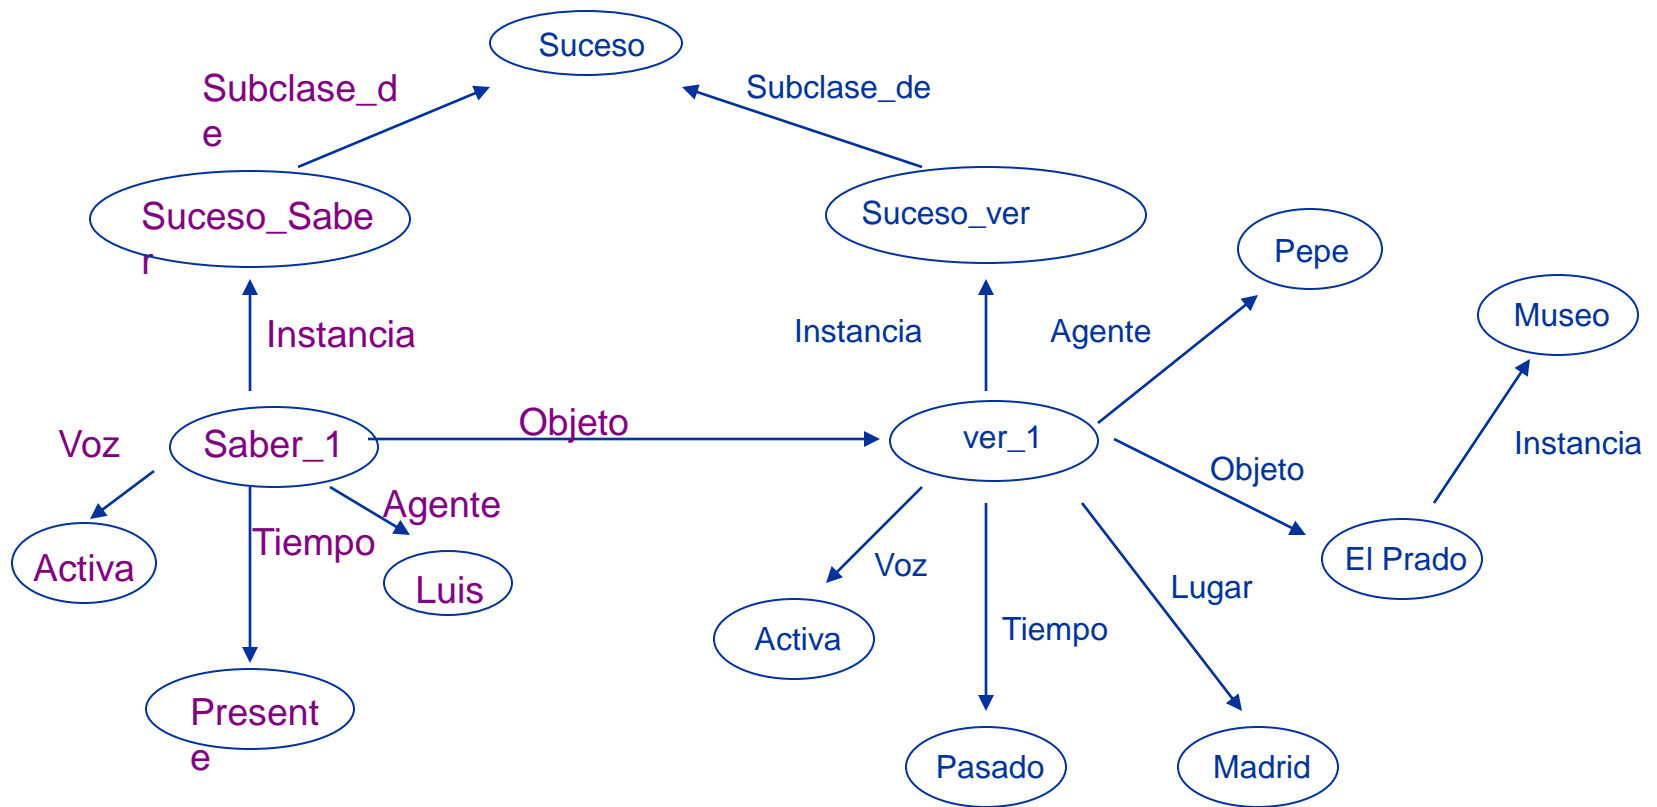 Suceso
Subclase_d
e
Subclase_de
Suceso_Sabe
r
Suceso_ver
Pepe
Museo
Instancia
Instancia
Agente
Instancia
Voz
Saber_1
Objeto
ver_1
Objeto
Agente
Tiempo
Activa
Luis
Voz
El Prado
Lugar
Activa
Tiempo
Present
e
Pasado
Madrid